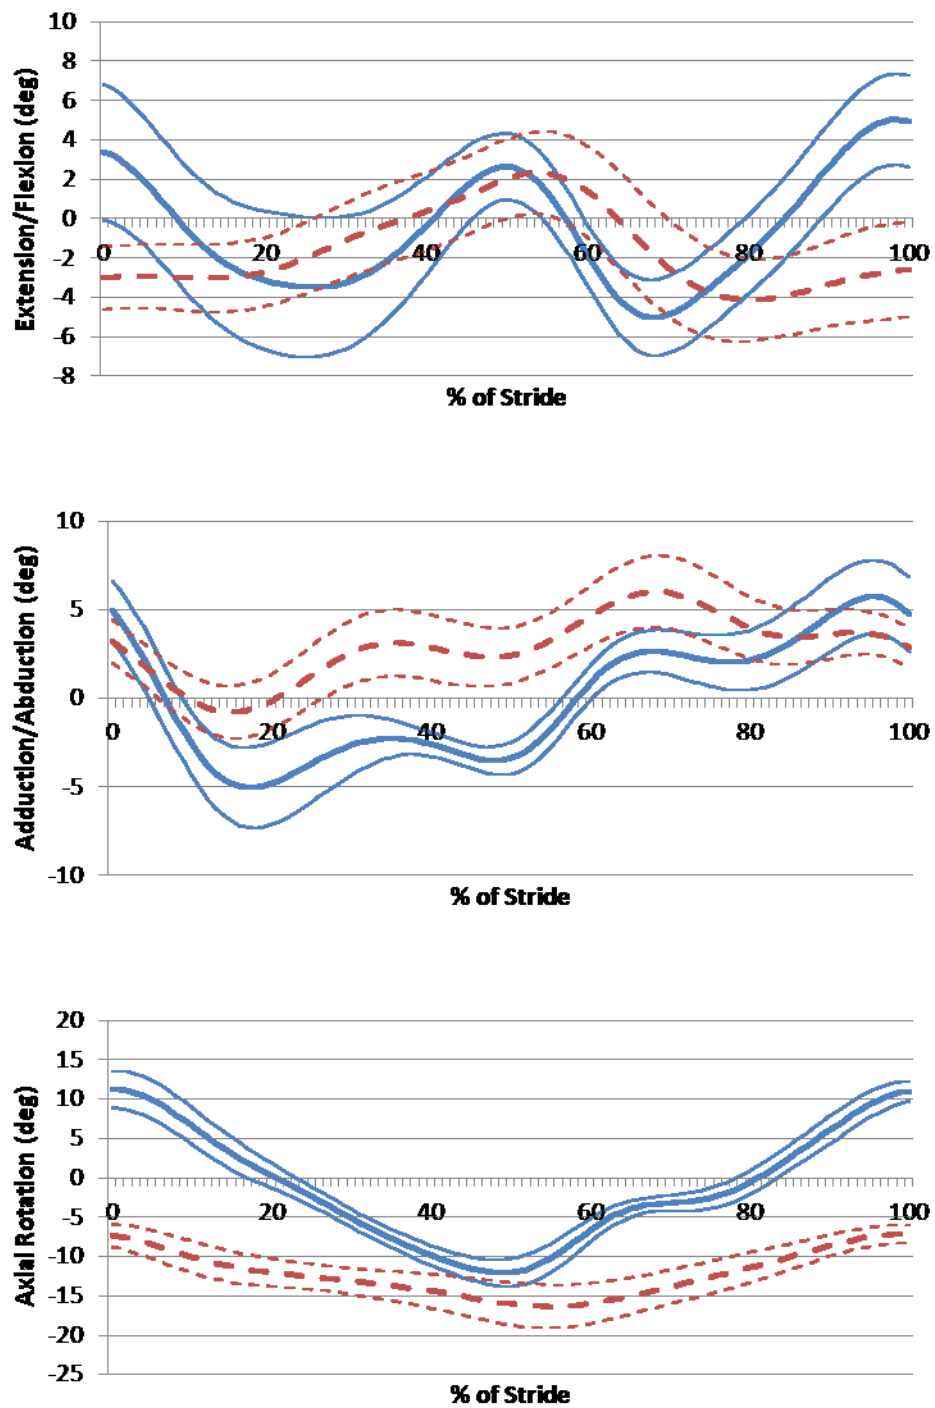 Extension/Flexion (deg)
10
8
6
4
2
0
-2
-4
-6
-8
0 20 40 60 80 100
% of Stride
Adduction/Abduction (deg)
10
5
0
-5
-10
0 20 40 60 80 100
% of Stride
Axial Rotation (deg)
20
15
10
5
0
-5
-10
-15
-20
-25
0 20 40 60 80 100
% of Stride